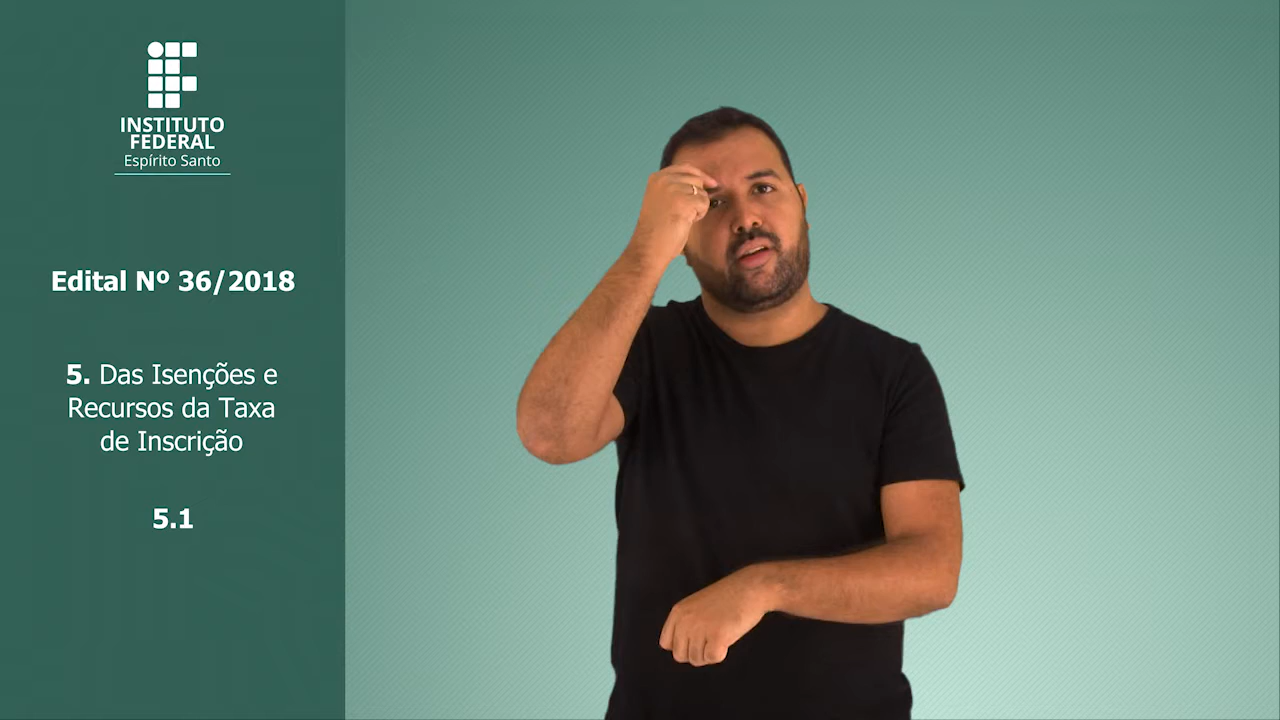 INSTITUTO
FEDERAL
Espírito Santo
Edital Nº 36/2018
5. Das Isenções e
Recursos da Taxa
de Inscrição
5.1